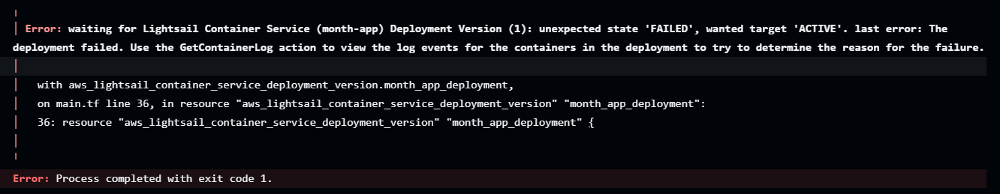 Error: waiting for Lightsail Container Service (month-app) Deployment Version (1): unexpected state 'FAILED', wanted target 'ACTIVE'. last error: The
deployment failed. Use the GetContainerLog action to view the log events for the containers in the deployment to try to determine the reason for the failure.
with aws_lightsail_container_service_deployment_version.month_app_deployment,
on main.tf line 36, in resource "aws_lightsail_container_service_deployment_version" "month_app_deployment":
36: resource "aws_lightsail_container_service_deployment_version" "month_app_deployment" {
Error: Process completed with exit code 1.